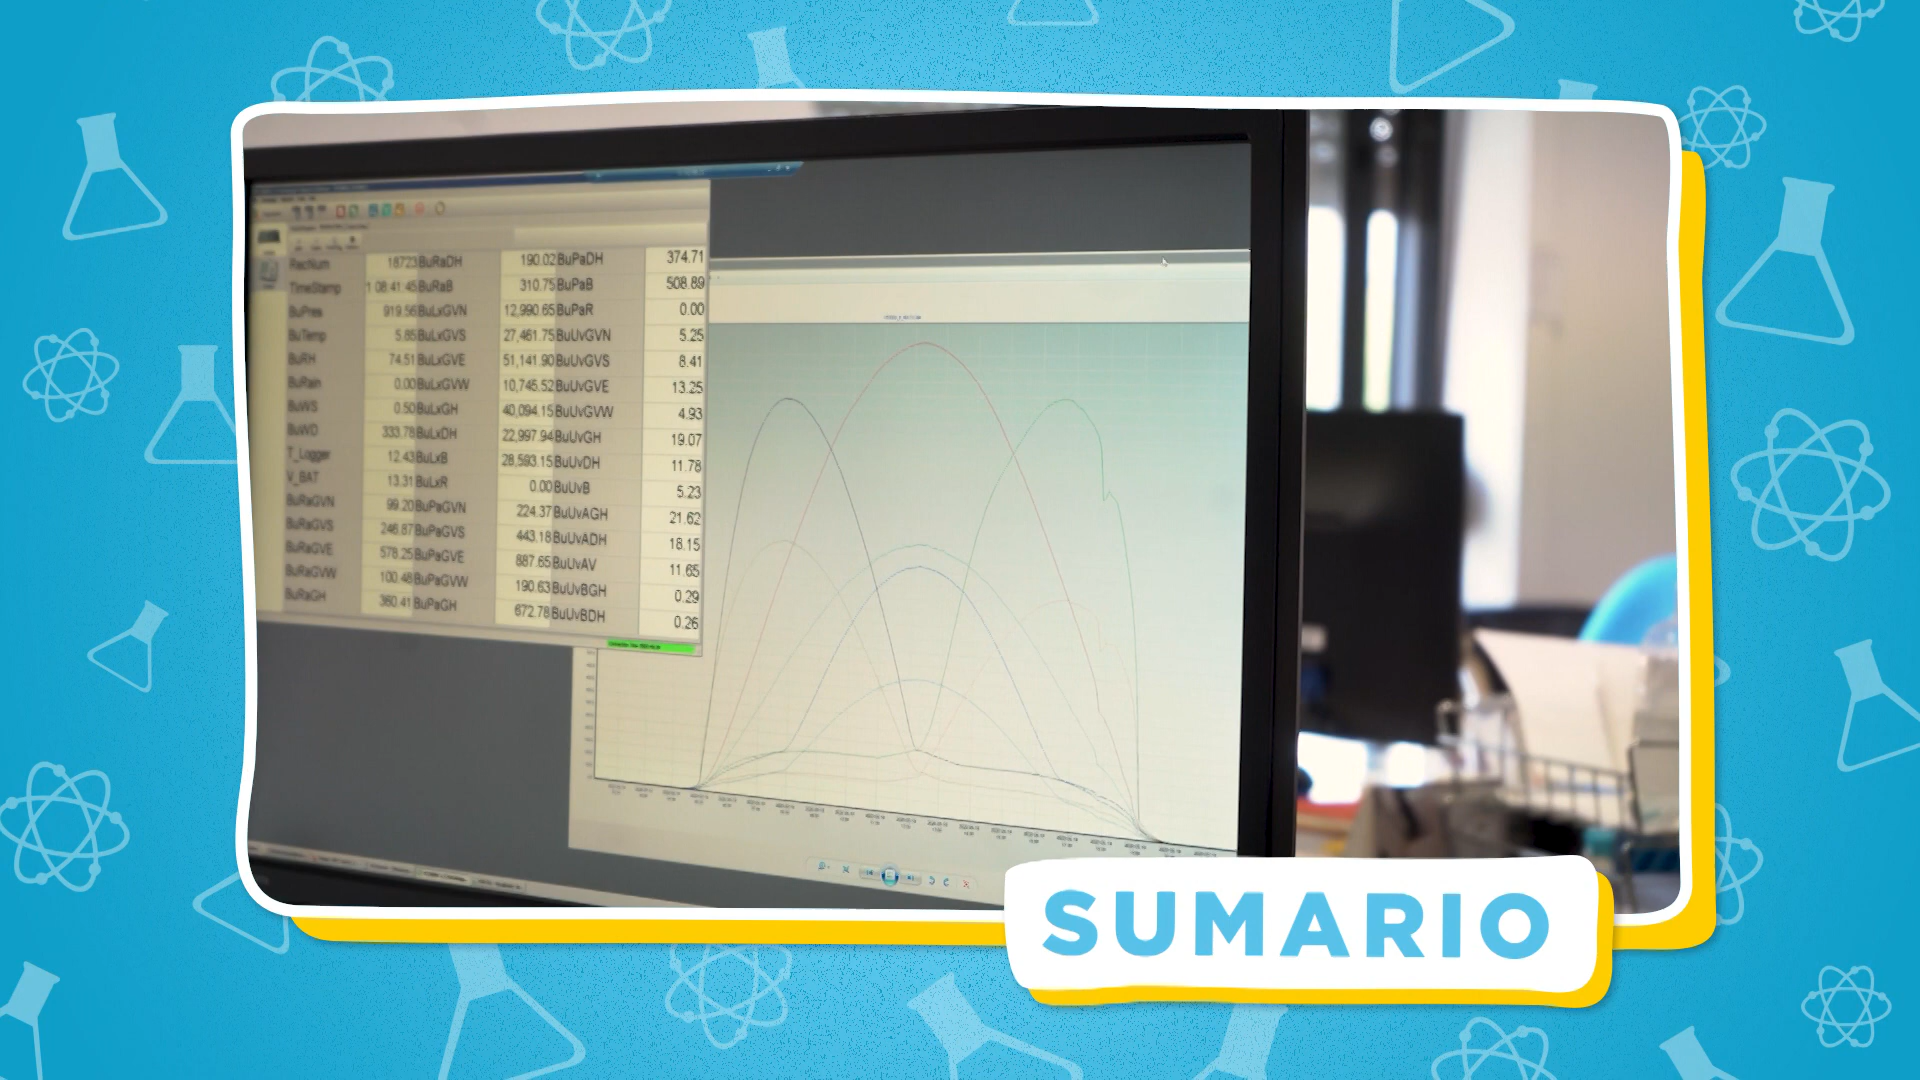 RecNum 18723 BuRaDH 190.02 BuPaDH 374.71
TimeStamp 1 08:41:45 BuRaB 310.75 BuPaB 508.89
BuPres 919.56 BuLxGVN 12,990.65 BuPaR 0.00
BuTemp 5.85 BuLxGVS 27,461.75 BuUvGVN 5.25
BuRH 74.51 BuLxGVE 51,141.90 BuUvGVS 8.41
BuRain 0.00 BuLxGVW 10,745.52 BuUvGVE 13.25
BuWS 0.50 BuLxGH 40,094.15 BuUvGVW 4.93
BuWD 333.78 BuLxDH 22,997.94 BuUvGH 19.07
T_Logger 12.43 BuLxB 28,593.15 BuUvDH 11.78
V_BAT 13.31 BuLxR 0.00 BuUvB 5.23
BuRaGVN 99.20 BuPaGVN 224.37 BuUvAGH 21.62
BuRaGVS 246.87 BuPaGVS 443.18 BuUvADH 18.15
BuRaGVE 578.25 BuPaGVE 887.65 BuUvAV 11.65
BuRaGVW 100.48 BuPaGVW 190.63 BuUvBGH 0.29
BuRaGH 360.41 BuPaGH 672.78 BuUvBDH 0.26
SUMARIO